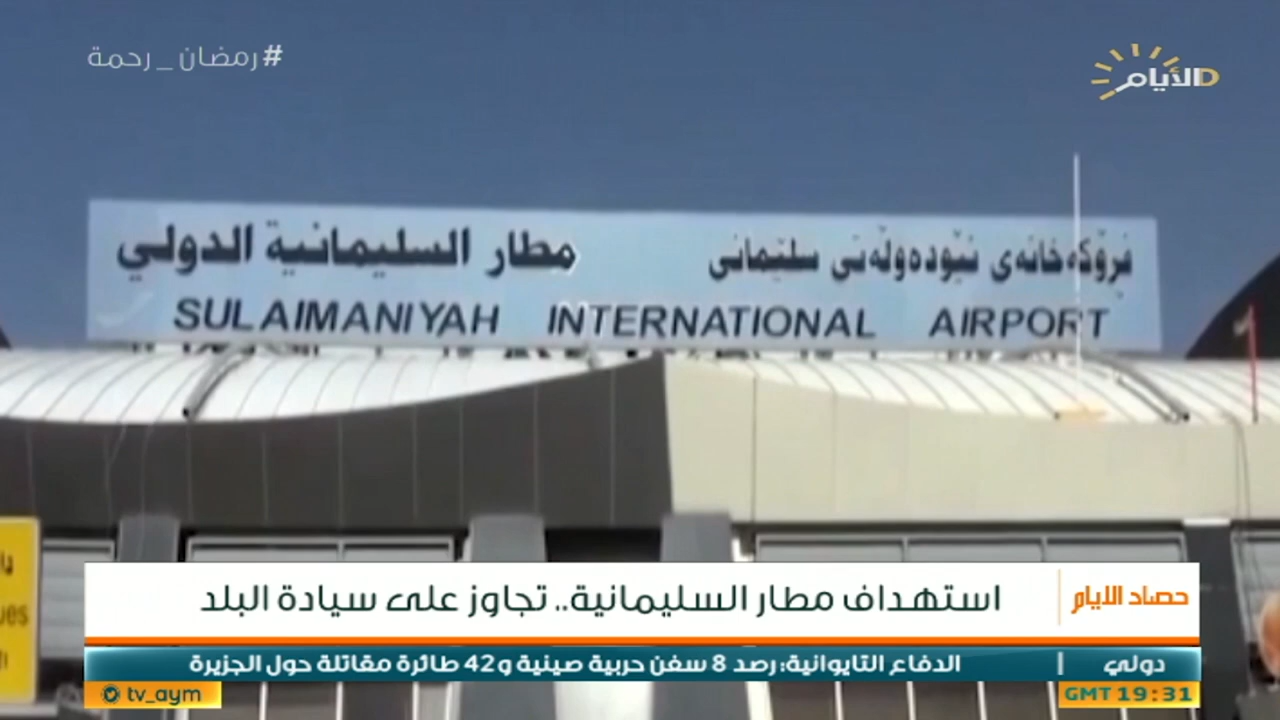 #رمضان_رحمة
الأيام
فڕۆکەخانەی نێودەوڵەتی سلێمانی
مطار السليمانية الدولي
SULAIMANIYAH INTERNATIONAL AIRPORT
حصاد الايام
استهداف مطار السليمانية.. تجاوز على سيادة البلد
دولي | الدفاع التايوانية: رصد 8 سفن حربية صينية و42 طائرة مقاتلة حول الجزيرة
tv_aym
GMT 19:31